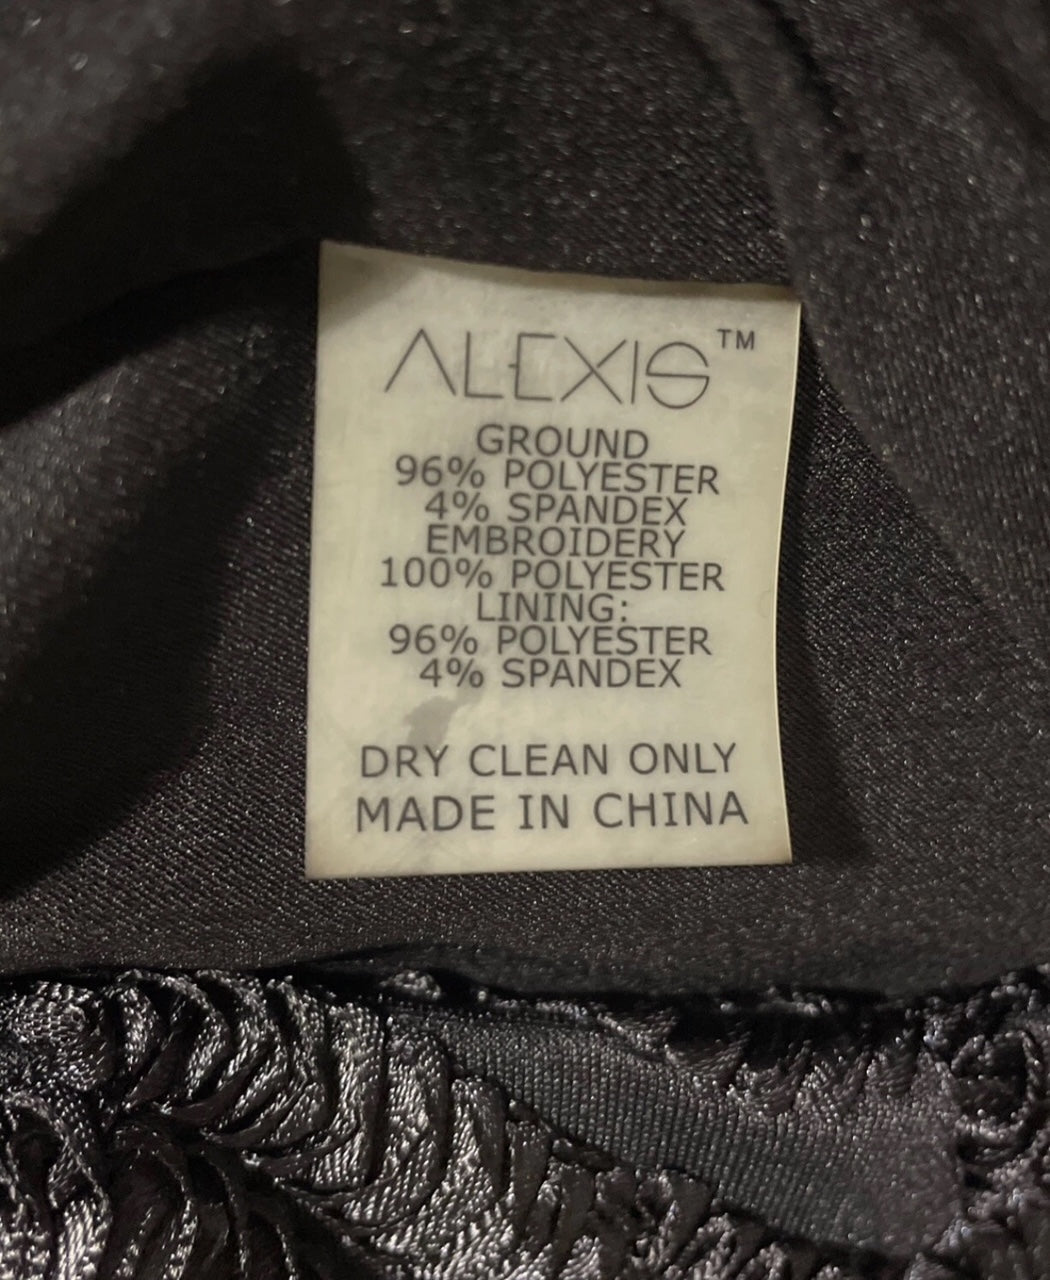 ALEXIS™
GROUND
96% POLYESTER
4% SPANDEX
EMBROIDERY
100% POLYESTER
LINING:
96% POLYESTER
4% SPANDEX
DRY CLEAN ONLY
MADE IN CHINA